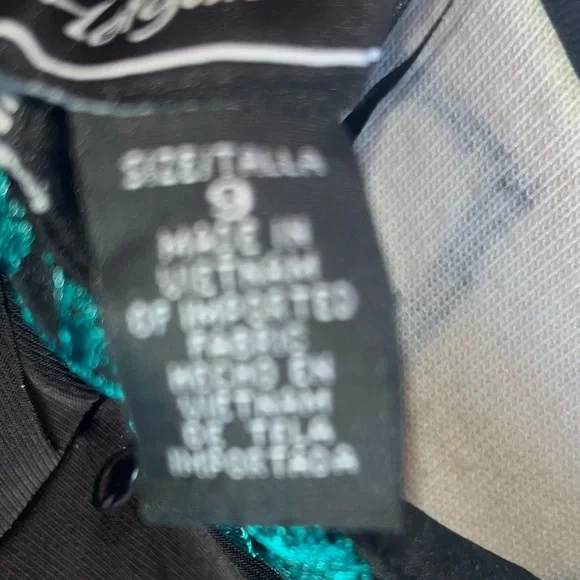 SIZE/TALLA
9
MADE IN
VIETNAM
OF IMPORTED
FABRIC
HECHO EN
VIETNAM
DE TELA
IMPORTADA